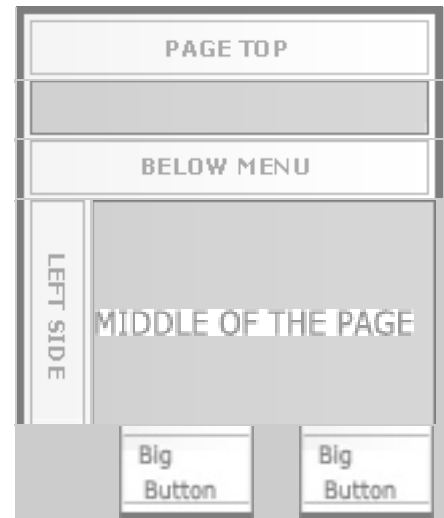 PAGE TOP
BELOW MENU
LEFT SIDE
MIDDLE OF THE PAGE
Big
Button
Big
Button